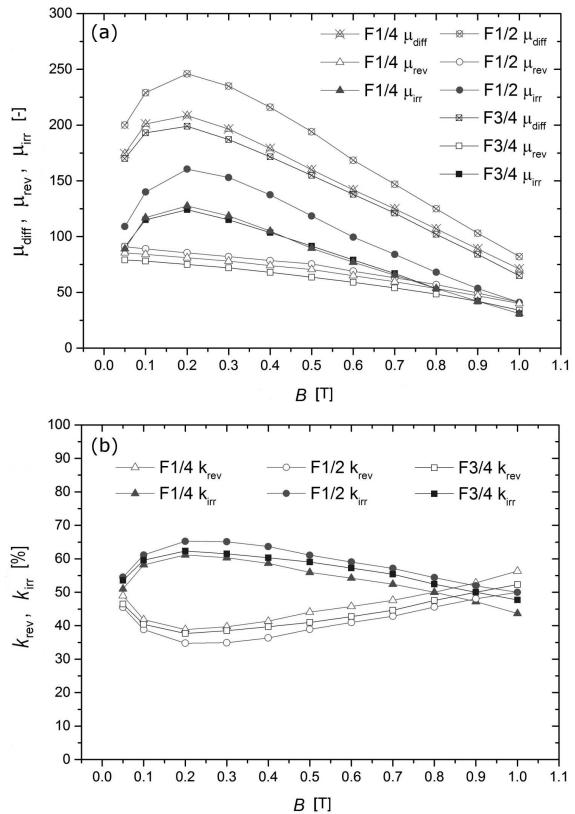 (a)
F1/4 μdiff
F1/4 μrev
F1/4 μirr
F1/2 μdiff
F1/2 μrev
F1/2 μirr
F3/4 μdiff
F3/4 μrev
F3/4 μirr
μdiff, μrev, μirr [-]
300
250
200
150
100
50
0
0.0 0.1 0.2 0.3 0.4 0.5 0.6 0.7 0.8 0.9 1.0 1.1
B [T]
(b)
F1/4 krev F1/2 krev F3/4 krev
F1/4 kirr F1/2 kirr F3/4 kirr
krev, kirr [%]
100
90
80
70
60
50
40
30
20
10
0
0.0 0.1 0.2 0.3 0.4 0.5 0.6 0.7 0.8 0.9 1.0
B [T]